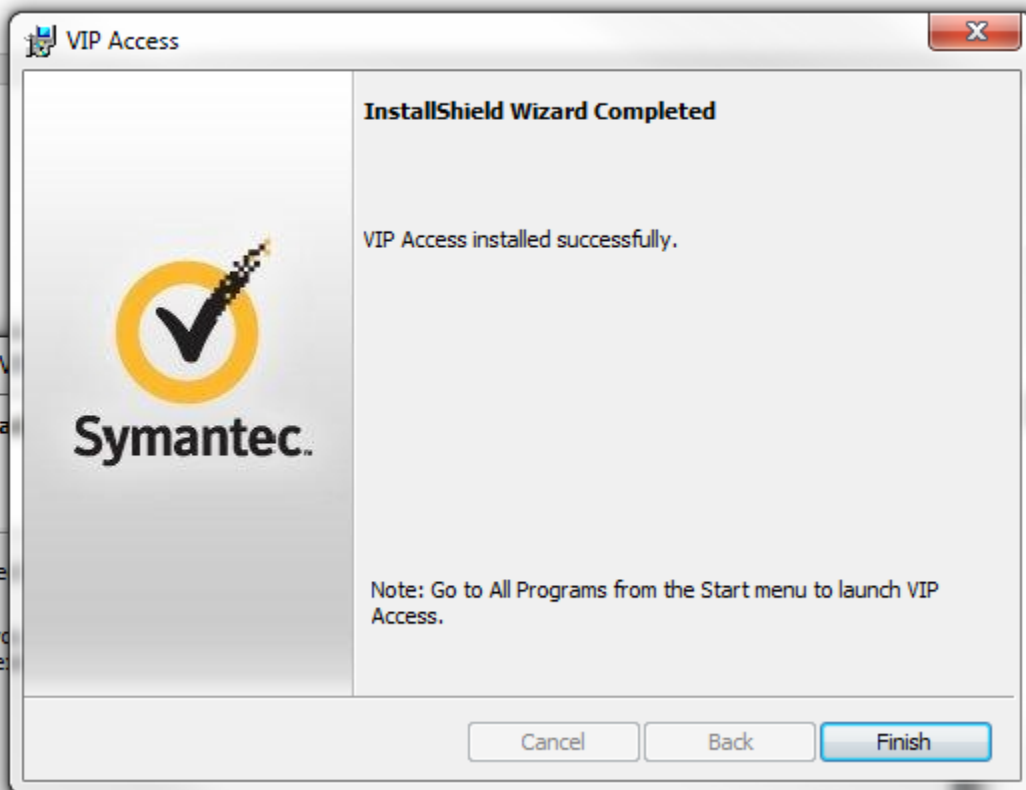 VIP Access
InstallShield Wizard Completed
VIP Access installed successfully.
Symantec.
Note: Go to All Programs from the Start menu to launch VIP
Access.
Cancel
Back
Finish